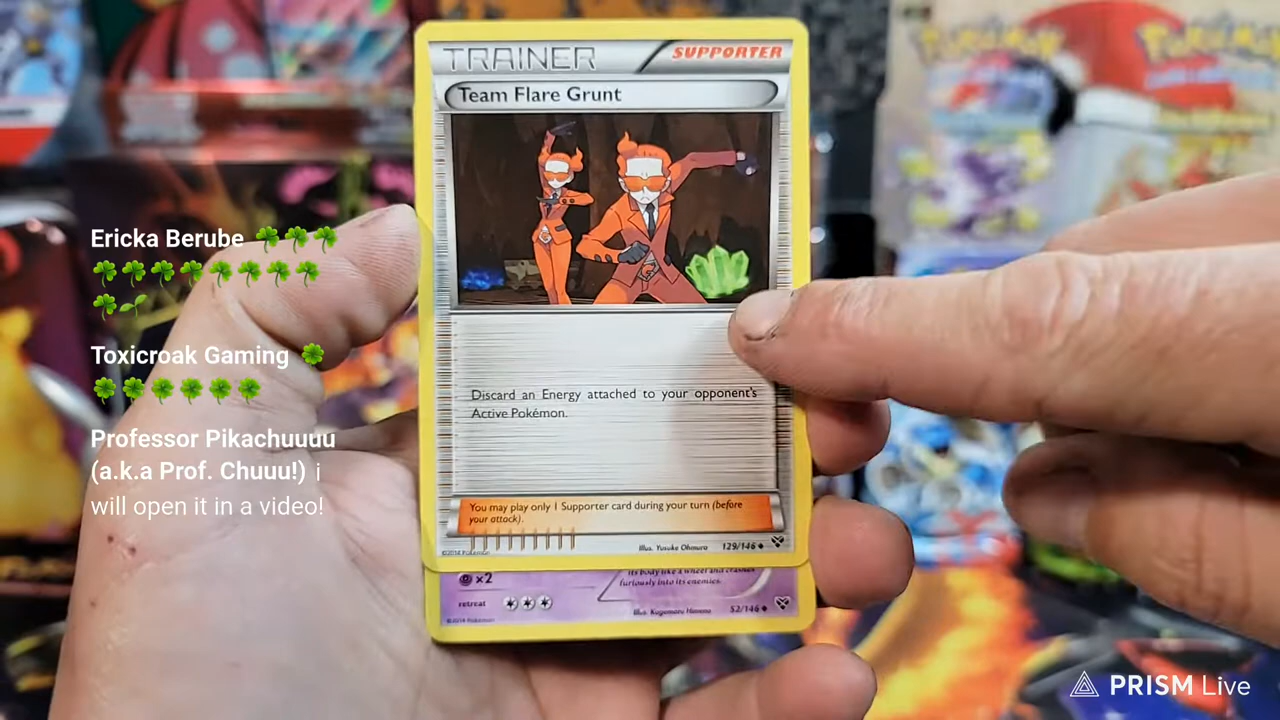 TRAINER
SUPPORTER
Team Flare Grunt
Discard an Energy attached to your opponent's
Active Pokémon.
You may play only 1 Supporter card during your turn (before
your attack).
©2014 Pokémon
Illus. Yusuke Ohmura
129/146
×2
its body like a wheel and crashes
furiously into its enemies.
retreat
Illus. Kagemaru Himeno
52/146
©2014 Pokémon
Ericka Berube
Toxicroak Gaming
Professor Pikachuuuu
(a.k.a Prof. Chuuu!) i
will open it in a video!
PRISM Live